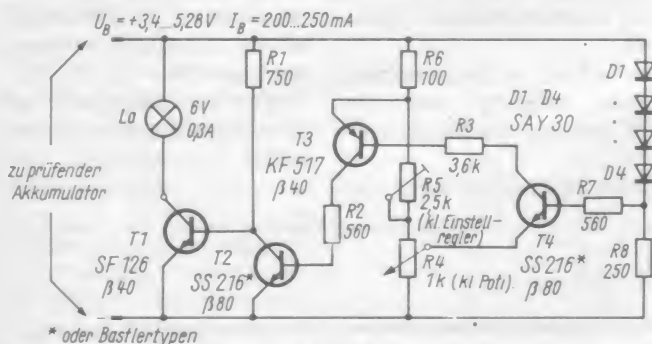 U_B = +3,4...5,28V I_B = 200...250mA
La
6V
0,3A
R1
750
R6
100
D1
D1...D4
SAY 30
D4
T3
KF 517
β 40
R3
3,6k
R5
2,5k
(kl. Einstell-
regler)
R7
560
zu prüfender
Akkumulator
T1
SF 126
β 40
T2
SS 216*
β 80
R2
560
R4
1k (kl. Poti).
T4
SS 216*
β 80
R8
250
* oder Bastlertypen